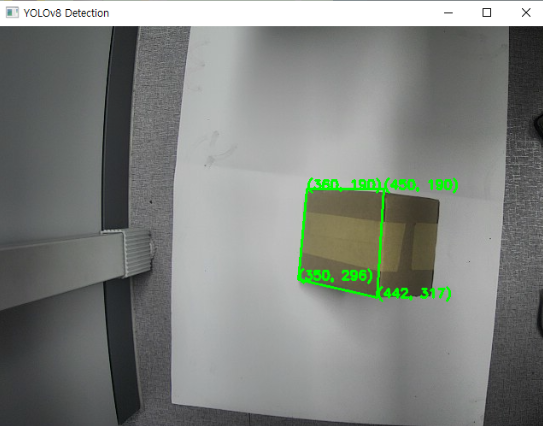 YOLOv8 Detection
(360, 190)(460, 190)
(350, 296)
(442, 317)